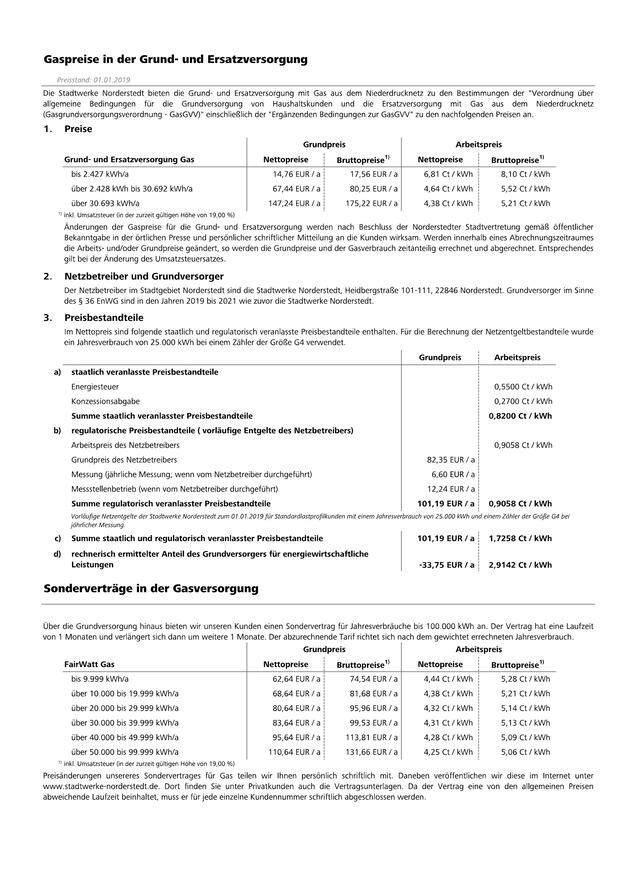 Gaspreise in der Grund- und Ersatzversorgung
Preisstand: 01.01.2019
Die Stadtwerke Norderstedt bieten die Grund- und Ersatzversorgung mit Gas aus dem Niederdrucknetz zu den Bestimmungen der "Verordnung über
allgemeine Bedingungen für die Grundversorgung von Haushaltskunden und die Ersatzversorgung mit Gas aus dem Niederdrucknetz
(Gasgrundversorgungsverordnung - GasGVV)" einschließlich der "Ergänzenden Bedingungen zur GasGVV" zu den nachfolgenden Preisen an.
1. Preise
Grundpreis Arbeitspreis
Grund- und Ersatzversorgung Gas Nettopreise Bruttopreise1) Nettopreise Bruttopreise1)
bis 2.427 kWh/a 14,76 EUR / a 17,56 EUR / a 6,81 Ct / kWh 8,10 Ct / kWh
über 2.428 kWh bis 30.692 kWh/a 67,44 EUR / a 80,25 EUR / a 4,64 Ct / kWh 5,52 Ct / kWh
über 30.693 kWh/a 147,24 EUR / a 175,22 EUR / a 4,38 Ct / kWh 5,21 Ct / kWh
1) inkl. Umsatzsteuer (in der zurzeit gültigen Höhe von 19,00 %)
Änderungen der Gaspreise für die Grund- und Ersatzversorgung werden nach Beschluss der Norderstedter Stadtvertretung gemäß öffentlicher
Bekanntgabe in der örtlichen Presse und persönlicher schriftlicher Mitteilung an die Kunden wirksam. Werden innerhalb eines Abrechnungszeitraumes
die Arbeits- und/oder Grundpreise geändert, so werden die Grundpreise und der Gasverbrauch zeitanteilig errechnet und abgerechnet. Entsprechendes
gilt bei der Änderung des Umsatzsteuersatzes.
2. Netzbetreiber und Grundversorger
Der Netzbetreiber im Stadtgebiet Norderstedt sind die Stadtwerke Norderstedt, Heidbergstraße 101-111, 22846 Norderstedt. Grundversorger im Sinne
des § 36 EnWG sind in den Jahren 2019 bis 2021 wie zuvor die Stadtwerke Norderstedt.
3. Preisbestandteile
Im Nettopreis sind folgende staatlich und regulatorisch veranlasste Preisbestandteile enthalten. Für die Berechnung der Netzentgeltbestandteile wurde
ein Jahresverbrauch von 25.000 kWh bei einem Zähler der Größe G4 verwendet.
Grundpreis Arbeitspreis
a) staatlich veranlasste Preisbestandteile
Energiesteuer 0,5500 Ct / kWh
Konzessionsabgabe 0,2700 Ct / kWh
Summe staatlich veranlasster Preisbestandteile 0,8200 Ct / kWh
b) regulatorische Preisbestandteile ( vorläufige Entgelte des Netzbetreibers)
Arbeitspreis des Netzbetreibers 0,9058 Ct / kWh
Grundpreis des Netzbetreibers 82,35 EUR / a
Messung (jährliche Messung; wenn vom Netzbetreiber durchgeführt) 6,60 EUR / a
Messstellenbetrieb (wenn vom Netzbetreiber durchgeführt) 12,24 EUR / a
Summe regulatorisch veranlasster Preisbestandteile 101,19 EUR / a 0,9058 Ct / kWh
Vorläufige Netzentgelte der Stadtwerke Norderstedt zum 01.01.2019 für Standardlastprofilkunden mit einem Jahresverbrauch von 25.000 kWh und einem Zähler der Größe G4 bei
jährlicher Messung.
c) Summe staatlich und regulatorisch veranlasster Preisbestandteile 101,19 EUR / a 1,7258 Ct / kWh
d) rechnerisch ermittelter Anteil des Grundversorgers für energiewirtschaftliche
Leistungen -33,75 EUR / a 2,9142 Ct / kWh
Sonderverträge in der Gasversorgung
Über die Grundversorgung hinaus bieten wir unseren Kunden einen Sondervertrag für Jahresverbräuche bis 100.000 kWh an. Der Vertrag hat eine Laufzeit
von 1 Monaten und verlängert sich dann um weitere 1 Monate. Der abzurechnende Tarif richtet sich nach dem gewichtet errechneten Jahresverbrauch.
Grundpreis Arbeitspreis
FairWatt Gas Nettopreise Bruttopreise1) Nettopreise Bruttopreise1)
bis 9.999 kWh/a 62,64 EUR / a 74,54 EUR / a 4,44 Ct / kWh 5,28 Ct / kWh
über 10.000 bis 19.999 kWh/a 68,64 EUR / a 81,68 EUR / a 4,38 Ct / kWh 5,21 Ct / kWh
über 20.000 bis 29.999 kWh/a 80,64 EUR / a 95,96 EUR / a 4,32 Ct / kWh 5,14 Ct / kWh
über 30.000 bis 39.999 kWh/a 83,64 EUR / a 99,53 EUR / a 4,31 Ct / kWh 5,13 Ct / kWh
über 40.000 bis 49.999 kWh/a 95,64 EUR / a 113,81 EUR / a 4,28 Ct / kWh 5,09 Ct / kWh
über 50.000 bis 99.999 kWh/a 110,64 EUR / a 131,66 EUR / a 4,25 Ct / kWh 5,06 Ct / kWh
1) inkl. Umsatzsteuer (in der zurzeit gültigen Höhe von 19,00 %)
Preisänderungen unsereres Sondervertrages für Gas teilen wir Ihnen persönlich schriftlich mit. Daneben veröffentlichen wir diese im Internet unter
www.stadtwerke-norderstedt.de. Dort finden Sie unter Privatkunden auch die Vertragsunterlagen. Da der Vertrag eine von den allgemeinen Preisen
abweichende Laufzeit beinhaltet, muss er für jede einzelne Kundennummer schriftlich abgeschlossen werden.